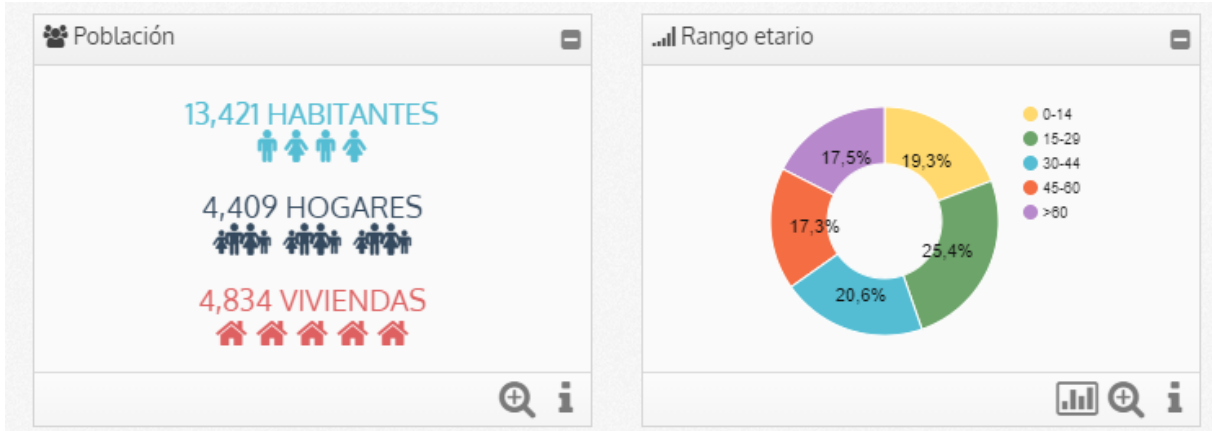 Población
13,421 HABITANTES
4,409 HOGARES
4,834 VIVIENDAS
Rango etario
17,5%
19,3%
17,3%
25,4%
20,6%
0-14
15-29
30-44
45-60
>60